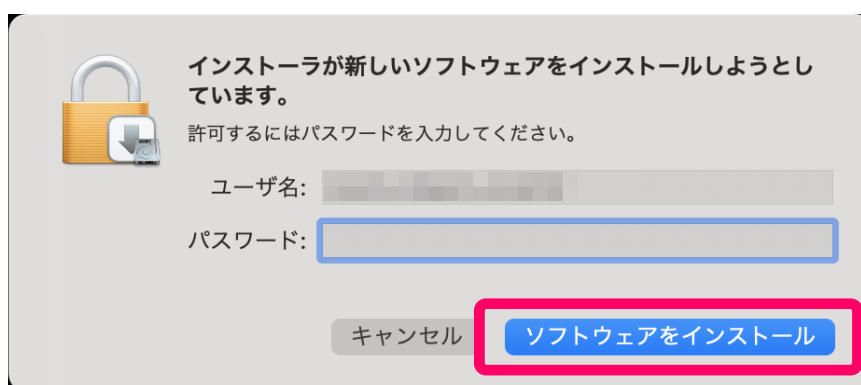 インストーラが新しいソフトウェアをインストールしようとし
ています。
許可するにはパスワードを入力してください。
ユーザ名:
パスワード:
キャンセル
ソフトウェアをインストール